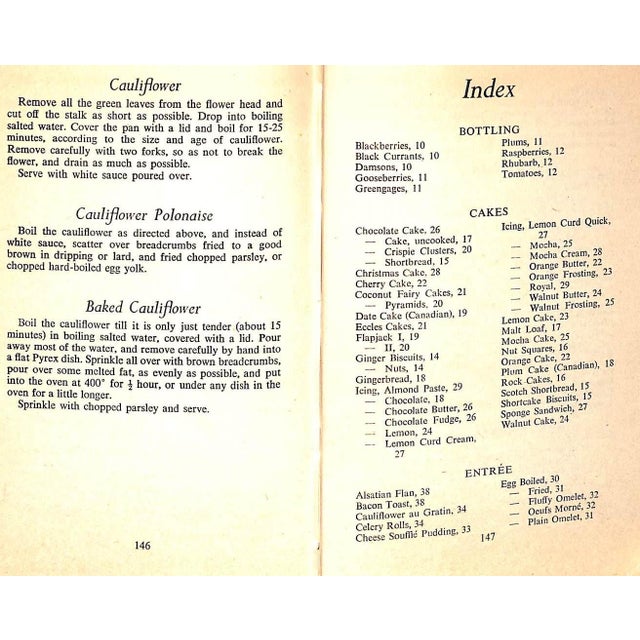 Cauliflower
Remove all the green leaves from the flower head and
cut off the stalk as short as possible. Drop into boiling
salted water. Cover the pan with a lid and boil for 15-25
minutes, according to the size and age of cauliflower.
Remove carefully with two forks, so as not to break the
flower, and drain as much as possible.
Serve with white sauce poured over.
Cauliflower Polonaise
Boil the cauliflower as directed above, and instead of
white sauce, scatter over breadcrumbs fried to a good
brown in dripping or lard, and fried chopped parsley, or
chopped hard-boiled egg yolk.
Baked Cauliflower
Boil the cauliflower till it is only just tender (about 15
minutes) in boiling salted water, covered with a lid. Pour
away most of the water, and remove carefully by hand into
a flat Pyrex dish. Sprinkle all over with brown breadcrumbs,
pour over some melted fat, as evenly as possible, and put
into the oven at 400° for ½ hour, or under any dish in the
oven for a little longer.
Sprinkle with chopped parsley and serve.
146
Index
BOTTLING
Blackberries, 10
Black Currants, 10
Damsons, 10
Gooseberries, 11
Greengages, 11
Plums, 11
Raspberries, 12
Rhubarb, 12
Tomatoes, 12
CAKES
Chocolate Cake, 26
— Cake, uncooked, 17
— Crispie Clusters, 20
— Shortbread, 15
Christmas Cake, 28
Cherry Cake, 22
Coconut Fairy Cakes, 21
— Pyramids, 20
Date Cake (Canadian), 19
Eccles Cakes, 21
Flapjack I, 19
— II, 20
Ginger Biscuits, 14
— Nuts, 14
Gingerbread, 18
Icing, Almond Paste, 29
— Chocolate, 18
— Chocolate Butter, 26
— Chocolate Fudge, 26
— Lemon, 24
— Lemon Curd Cream,
27
Icing, Lemon Curd Quick,
27
— Mocha, 25
— Mocha Cream, 28
— Orange Butter, 22
— Orange Frosting, 23
— Royal, 29
— Walnut Butter, 24
— Walnut Frosting, 25
Lemon Cake, 23
Malt Loaf, 17
Mocha Cake, 25
Nut Squares, 16
Orange Cake, 22
Plum Cake (Canadian), 18
Rock Cakes, 16
Scotch Shortbread, 15
Shortcake Biscuits, 15
Sponge Sandwich, 27
Walnut Cake, 24
ENTRÉE
Alsatian Flan, 38
Bacon Toast, 38
Cauliflower au Gratin, 34
Celery Rolls, 34
Cheese Soufflé Pudding, 33
Egg Boiled, 30
— Fried, 31
— Fluffy Omelet, 32
— Oeufs Morné, 32
— Plain Omelet, 31
147